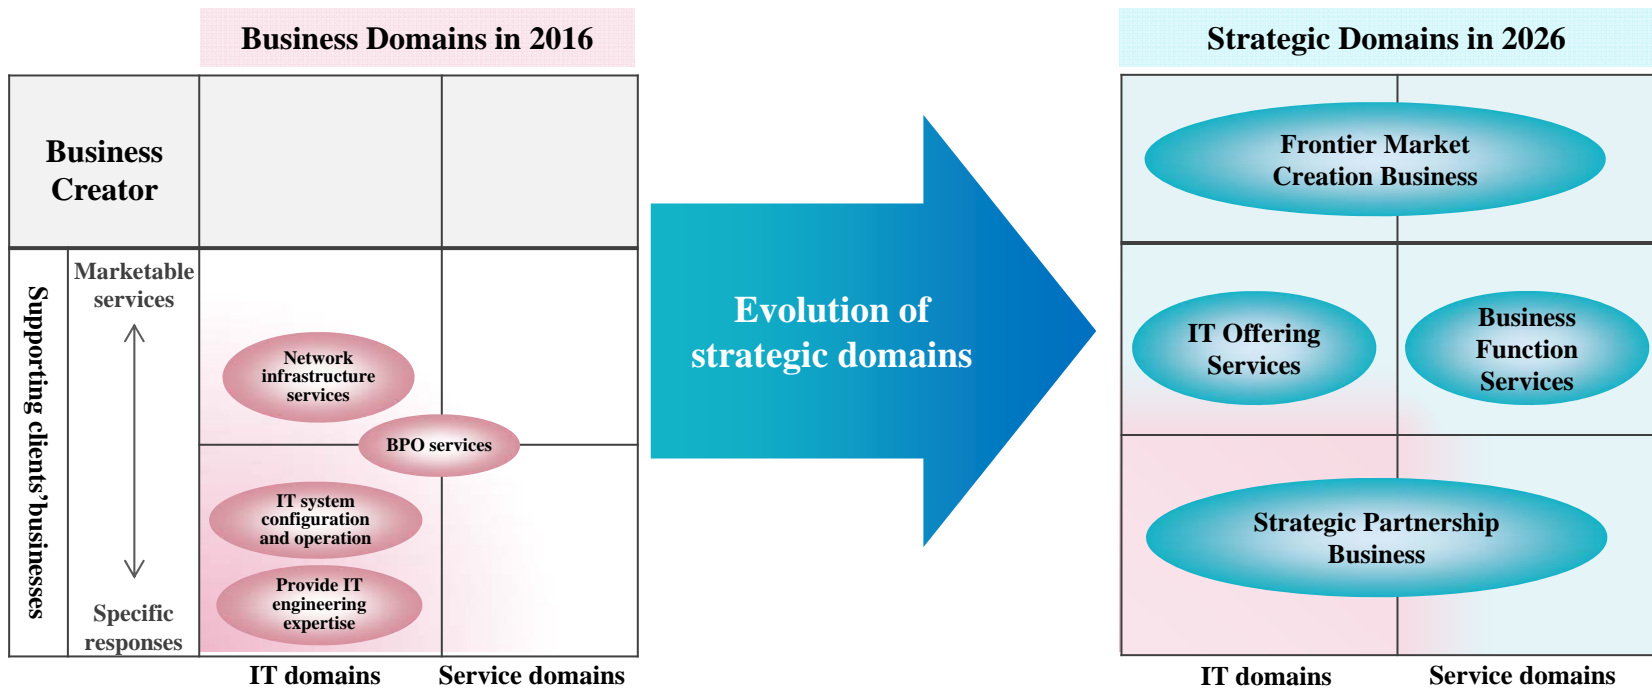 Business Domains in 2016
Business
Creator
Supporting clients'businesses
Marketable
services
Specific
responses
Network
infrastructure
services
BPO services
IT system
configuration
and operation
Provide IT
engineering
expertise
IT domains
Service domains
Evolution of
strategic domains
Strategic Domains in 2026
Frontier Market
Creation Business
IT Offering
Services
Business
Function
Services
Strategic Partnership
Business
IT domains
Service domains